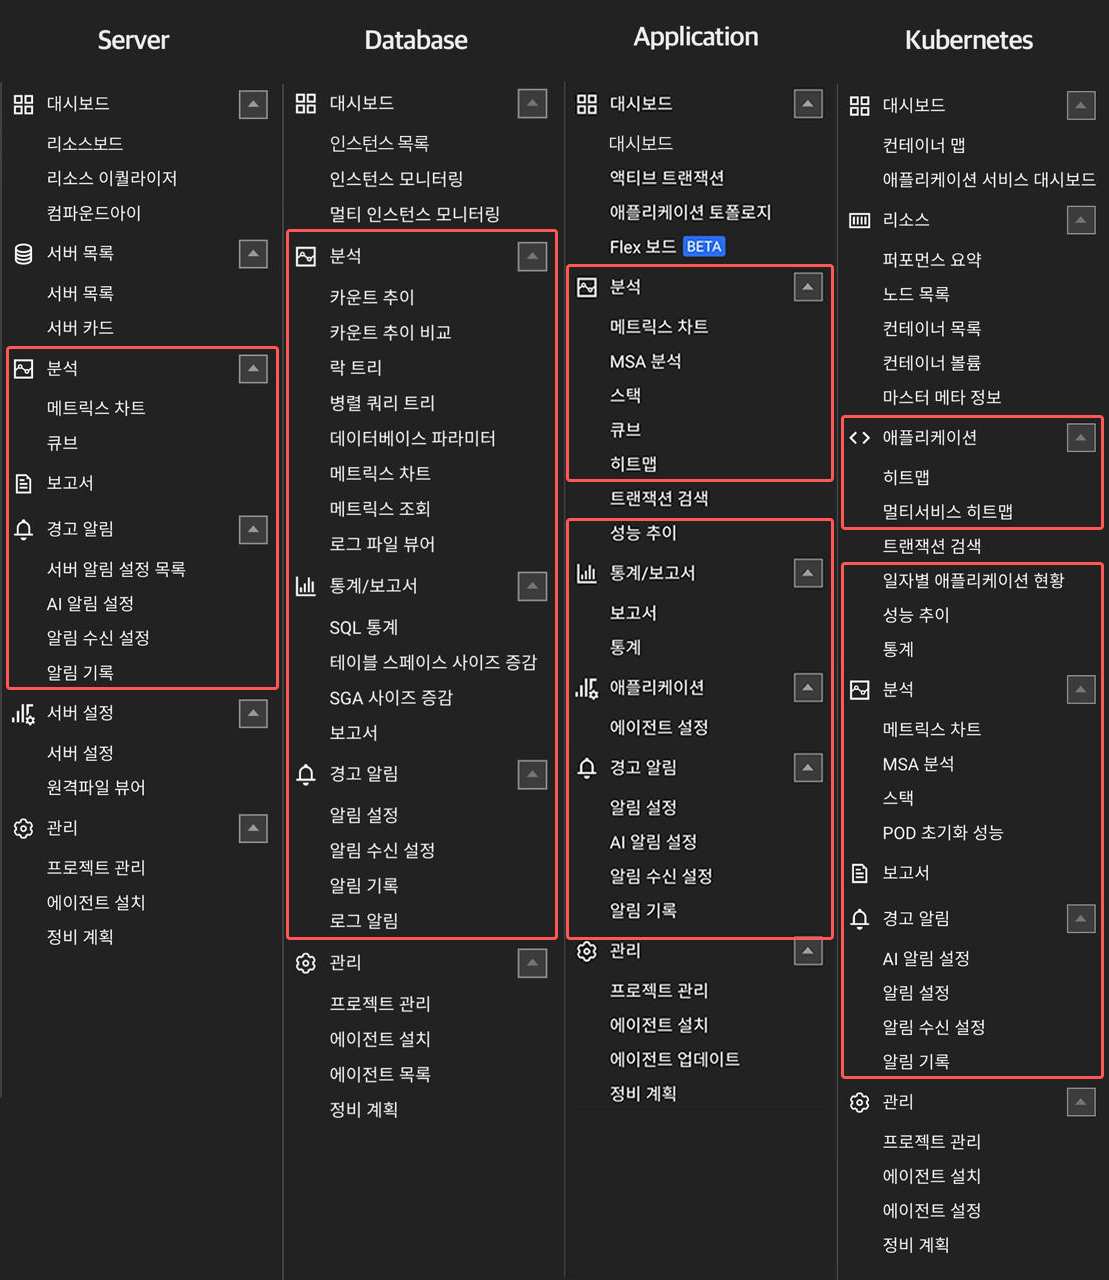 Server
대시보드
리소스보드
리소스 이퀄라이저
컴파운드아이
서버 목록
서버 목록
서버 카드
분석
메트릭스 차트
큐브
보고서
경고 알림
서버 알림 설정 목록
AI 알림 설정
알림 수신 설정
알림 기록
서버 설정
서버 설정
원격파일 뷰어
관리
프로젝트 관리
에이전트 설치
정비 계획
Database
대시보드
인스턴스 목록
인스턴스 모니터링
멀티 인스턴스 모니터링
분석
카운트 추이
카운트 추이 비교
락 트리
병렬 쿼리 트리
데이터베이스 파라미터
메트릭스 차트
메트릭스 조회
로그 파일 뷰어
통계/보고서
SQL 통계
테이블 스페이스 사이즈 증감
SGA 사이즈 증감
보고서
경고 알림
알림 설정
알림 수신 설정
알림 기록
로그 알림
관리
프로젝트 관리
에이전트 설치
에이전트 목록
정비 계획
Application
대시보드
대시보드
액티브 트랜잭션
애플리케이션 토폴로지
Flex 보드 BETA
분석
메트릭스 차트
MSA 분석
스택
큐브
히트맵
트랜잭션 검색
성능 추이
통계/보고서
보고서
통계
애플리케이션
에이전트 설정
경고 알림
알림 설정
AI 알림 설정
알림 수신 설정
알림 기록
관리
프로젝트 관리
에이전트 설치
에이전트 업데이트
정비 계획
Kubernetes
대시보드
컨테이너 맵
애플리케이션 서비스 대시보드
리소스
퍼포먼스 요약
노드 목록
컨테이너 목록
컨테이너 볼륨
마스터 메타 정보
애플리케이션
히트맵
멀티서비스 히트맵
트랜잭션 검색
일자별 애플리케이션 현황
성능 추이
통계
분석
메트릭스 차트
MSA 분석
스택
POD 초기화 성능
보고서
경고 알림
AI 알림 설정
알림 설정
알림 수신 설정
알림 기록
관리
프로젝트 관리
에이전트 설치
에이전트 설정
정비 계획